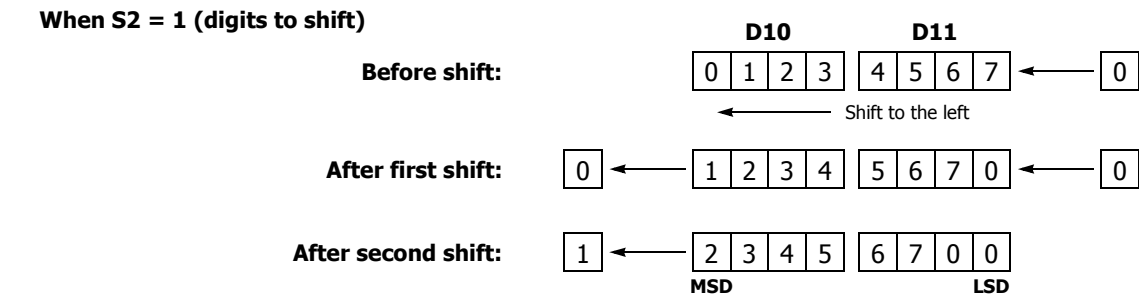 When S2 = 1 (digits to shift)
D10 D11
Before shift: 0 1 2 3 4 5 6 7 0
Shift to the left
After first shift: 0 1 2 3 4 5 6 7 0 0
After second shift: 1 2 3 4 5 6 7 0 0
MSD LSD